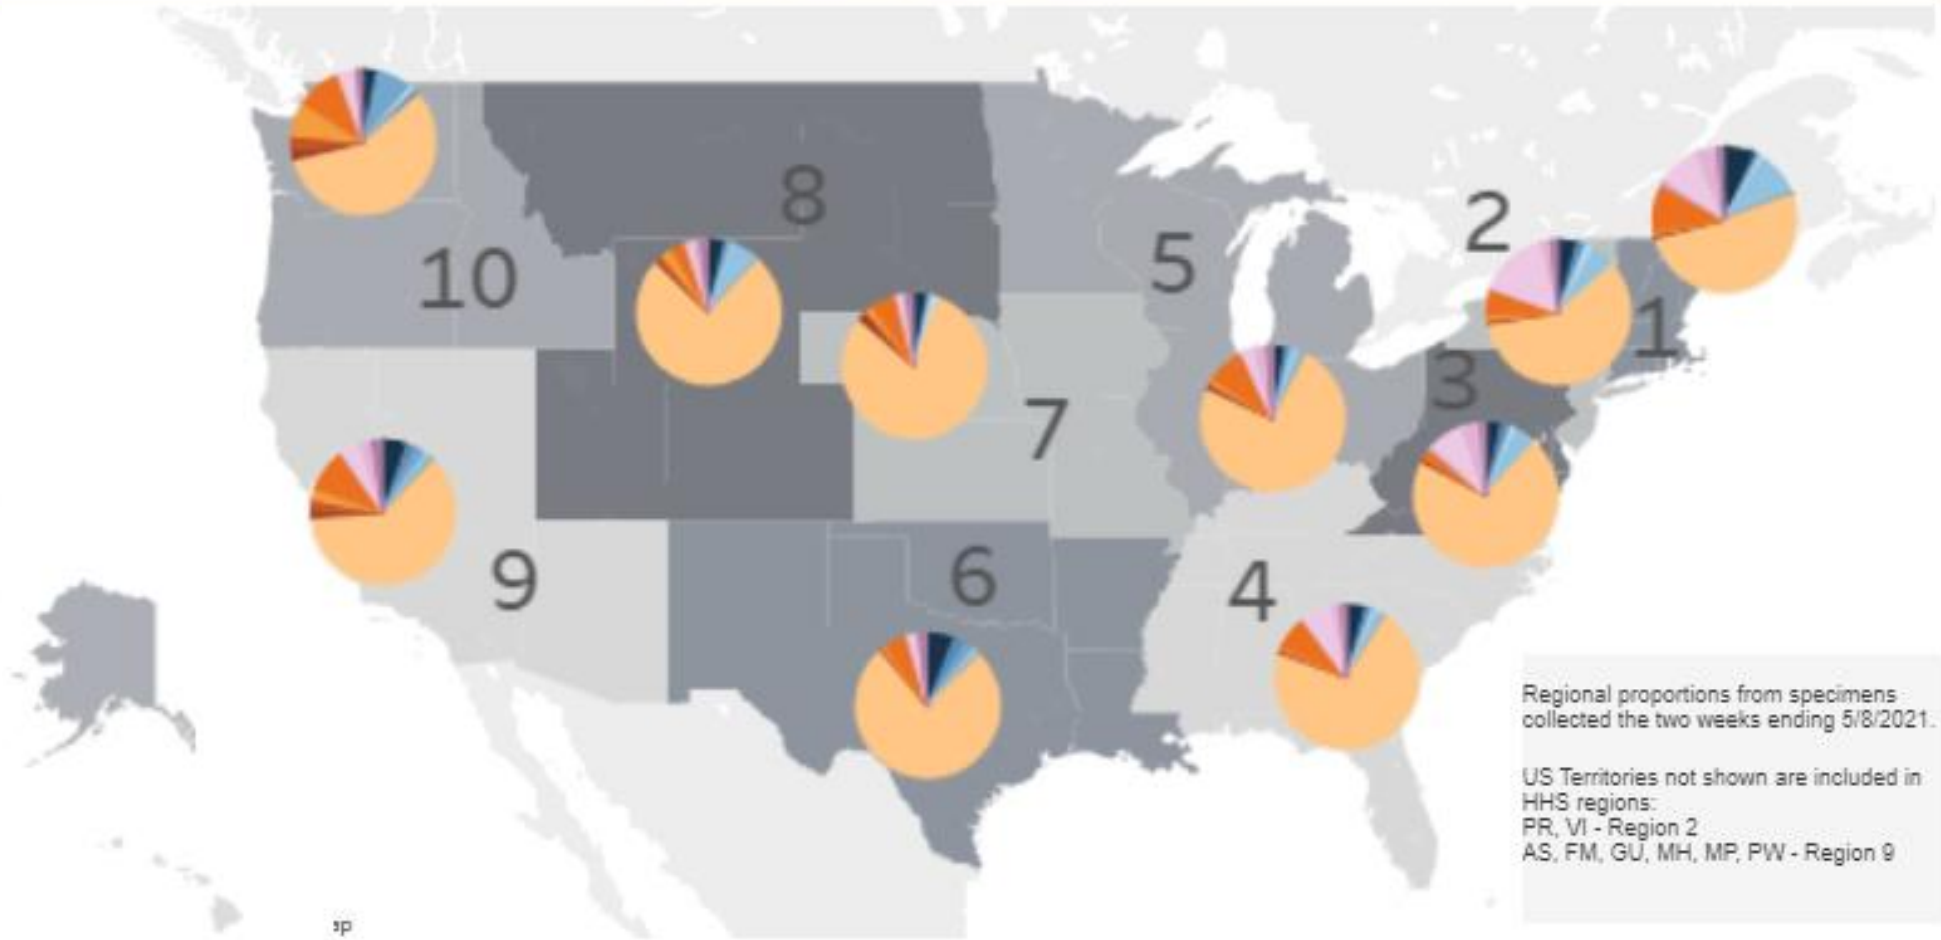 8
2
10
5
1
3
7
9
6
4
Regional proportions from specimens
collected the two weeks ending 5/8/2021.
US Territories not shown are included in
HHS regions:
PR, VI - Region 2
AS, FM, GU, MH, MP, PW - Region 9